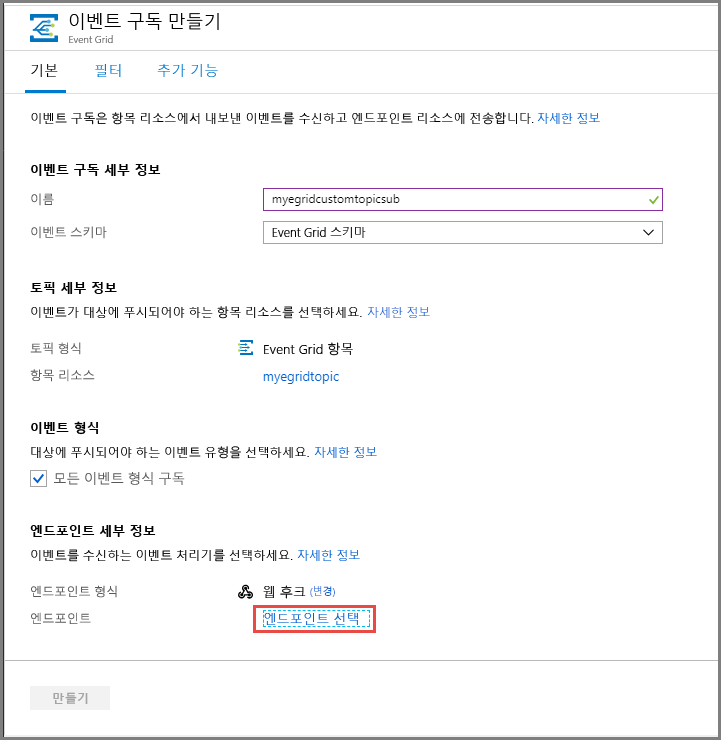 이벤트 구독 만들기
Event Grid
기본 필터 추가 기능
이벤트 구독은 항목 리소스에서 내보낸 이벤트를 수신하고 엔드포인트 리소스에 전송합니다. 자세한 정보
이벤트 구독 세부 정보
이름 myegridcustomtopicsub
이벤트 스키마 Event Grid 스키마
토픽 세부 정보
이벤트가 대상에 푸시되어야 하는 항목 리소스를 선택하세요. 자세한 정보
토픽 형식 Event Grid 항목
항목 리소스 myegridtopic
이벤트 형식
대상에 푸시되어야 하는 이벤트 유형을 선택하세요. 자세한 정보
모든 이벤트 형식 구독
엔드포인트 세부 정보
이벤트를 수신하는 이벤트 처리기를 선택하세요. 자세한 정보
엔드포인트 형식 웹 후크 (변경)
엔드포인트 엔드포인트 선택
만들기